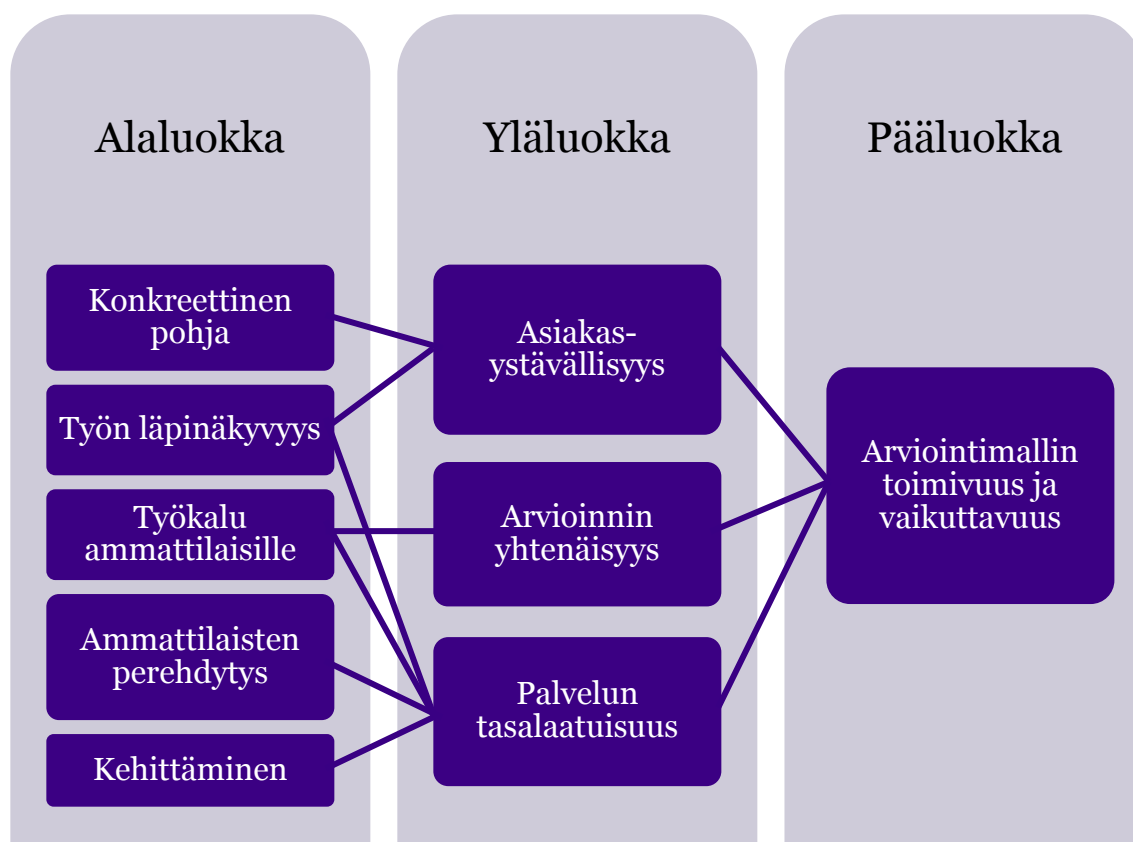 Alaluokka
Konkreettinen
pohja
Työn läpinäkyvyys
Työkalu
ammattilaisille
Ammattilaisten
perehdytys
Kehittäminen
Yläluokka
Asiakas-
ystävällisyys
Arvioinnin
yhtenäisyys
Palvelun
tasalaatuisuus
Pääluokka
Arviointimallin
toimivuus ja
vaikuttavuus